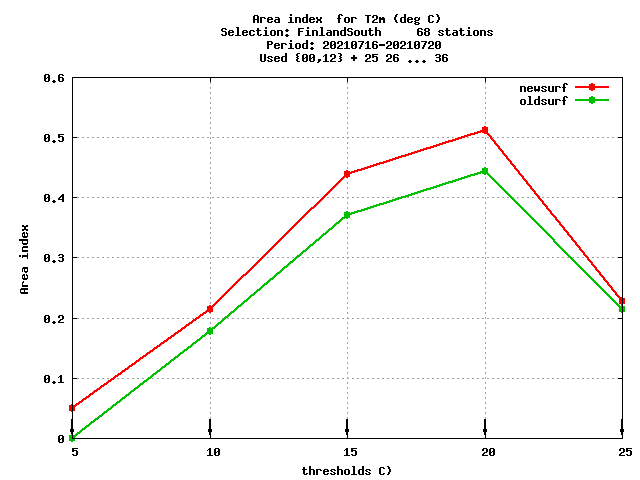 Area index  for T2m (deg C)
Selection: FinlandSouth     68 stations
Period: 20210716-20210720
Used {00,12} + 25 26 ... 36
newsurf
oldsurf
0.6
0.5
0.4
0.3
0.2
0.1
0
Area index
5 10 15 20 25
thresholds C)